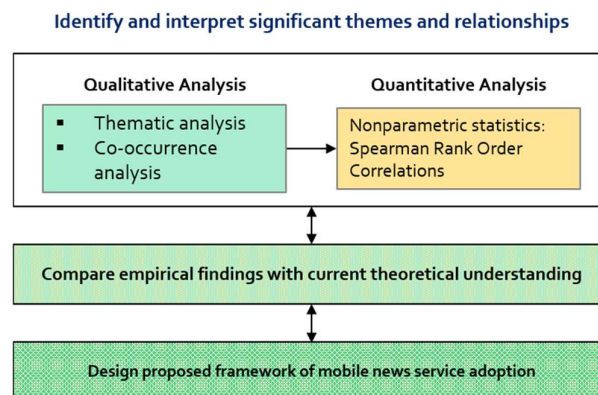 Identify and interpret significant themes and relationships
Qualitative Analysis
▪ Thematic analysis
▪ Co-occurrence
analysis
Quantitative Analysis
Nonparametric statistics:
Spearman Rank Order
Correlations
Compare empirical findings with current theoretical understanding
Design proposed framework of mobile news service adoption